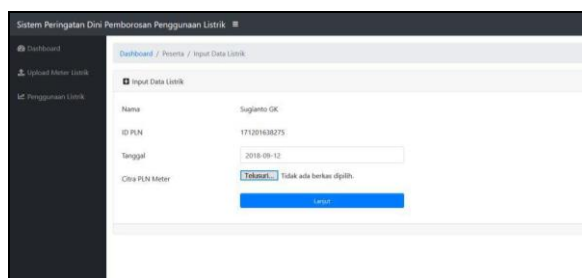 Sistem Peringatan Dini Pemborosan Penggunaan Listrik
Dashboard
Upload Meter Listrik
Penggunaan Listrik
Dashboard / Peserta / Input Data Listrik
Input Data Listrik
Nama Sugianto GK
ID PLN 171201638275
Tanggal 2018-09-12
Citra PLN Meter Telusuri... Tidak ada berkas dipilih.
Lanjut